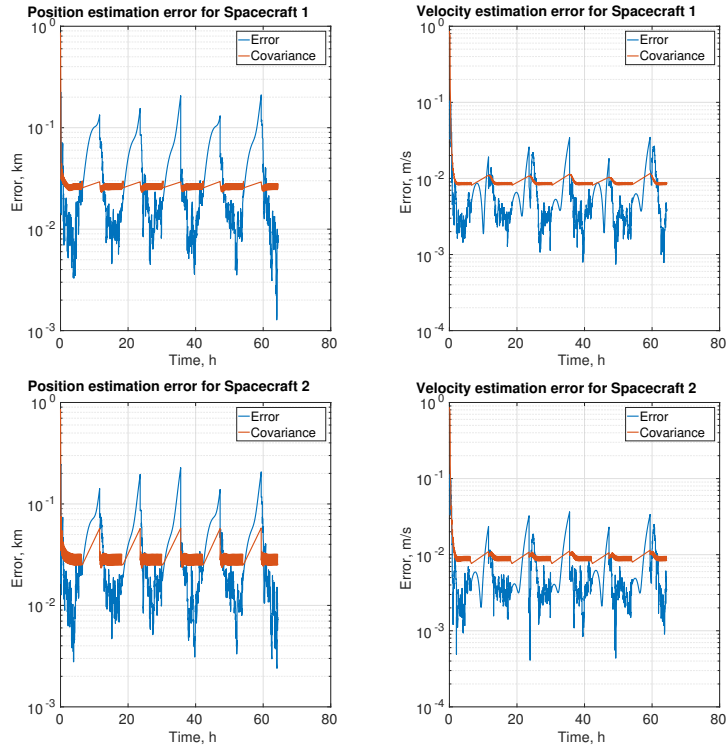 Position estimation error for Spacecraft 1
Error, km
10^0
10^-1
10^-2
10^-3
0 20 40 60 80
Time, h
Error
Covariance
Velocity estimation error for Spacecraft 1
Error, m/s
10^0
10^-1
10^-2
10^-3
10^-4
0 20 40 60 80
Time, h
Error
Covariance
Position estimation error for Spacecraft 2
Error, km
10^0
10^-1
10^-2
10^-3
0 20 40 60 80
Time, h
Error
Covariance
Velocity estimation error for Spacecraft 2
Error, m/s
10^0
10^-1
10^-2
10^-3
10^-4
0 20 40 60 80
Time, h
Error
Covariance